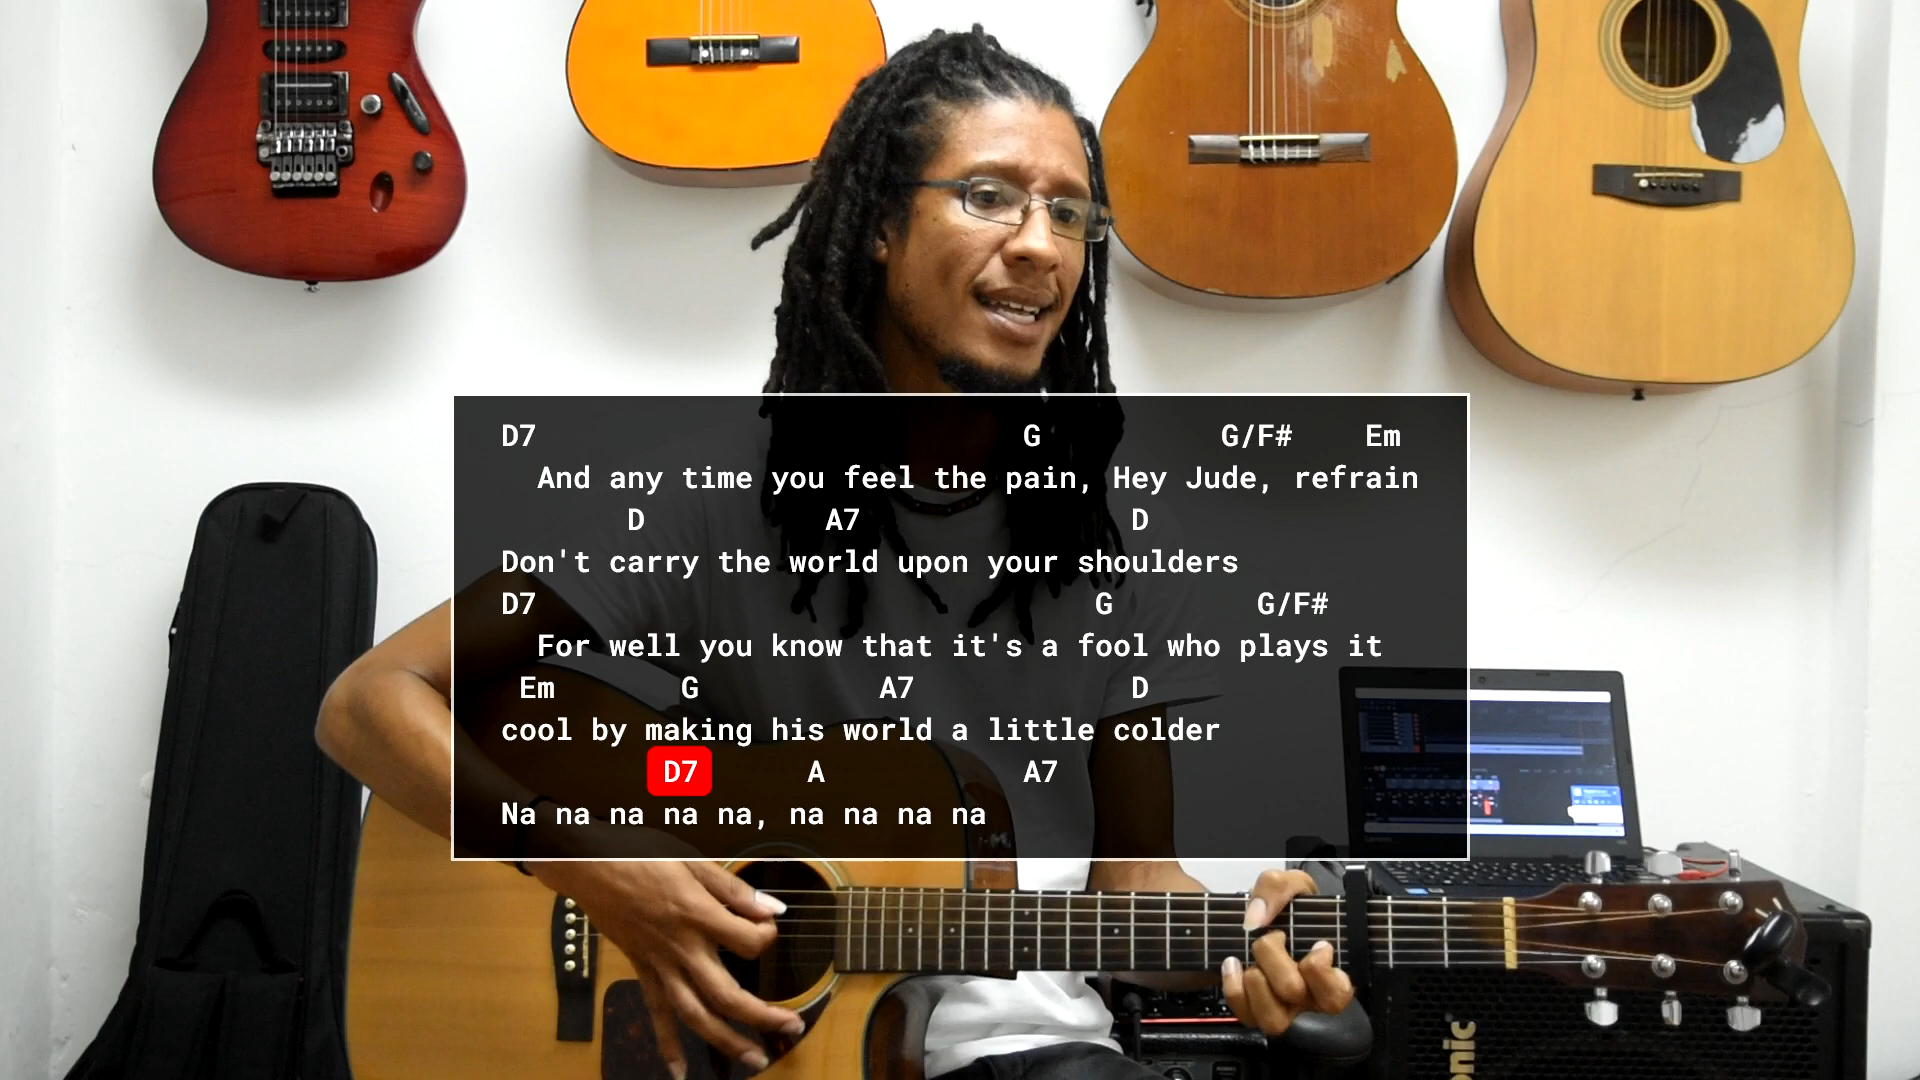 D7 G G/F# Em
And any time you feel the pain, Hey Jude, refrain
D A7 D
Don't carry the world upon your shoulders
D7 G G/F#
For well you know that it's a fool who plays it
Em G A7 D
cool by making his world a little colder
D7 A A7
Na na na na na, na na na na
onic